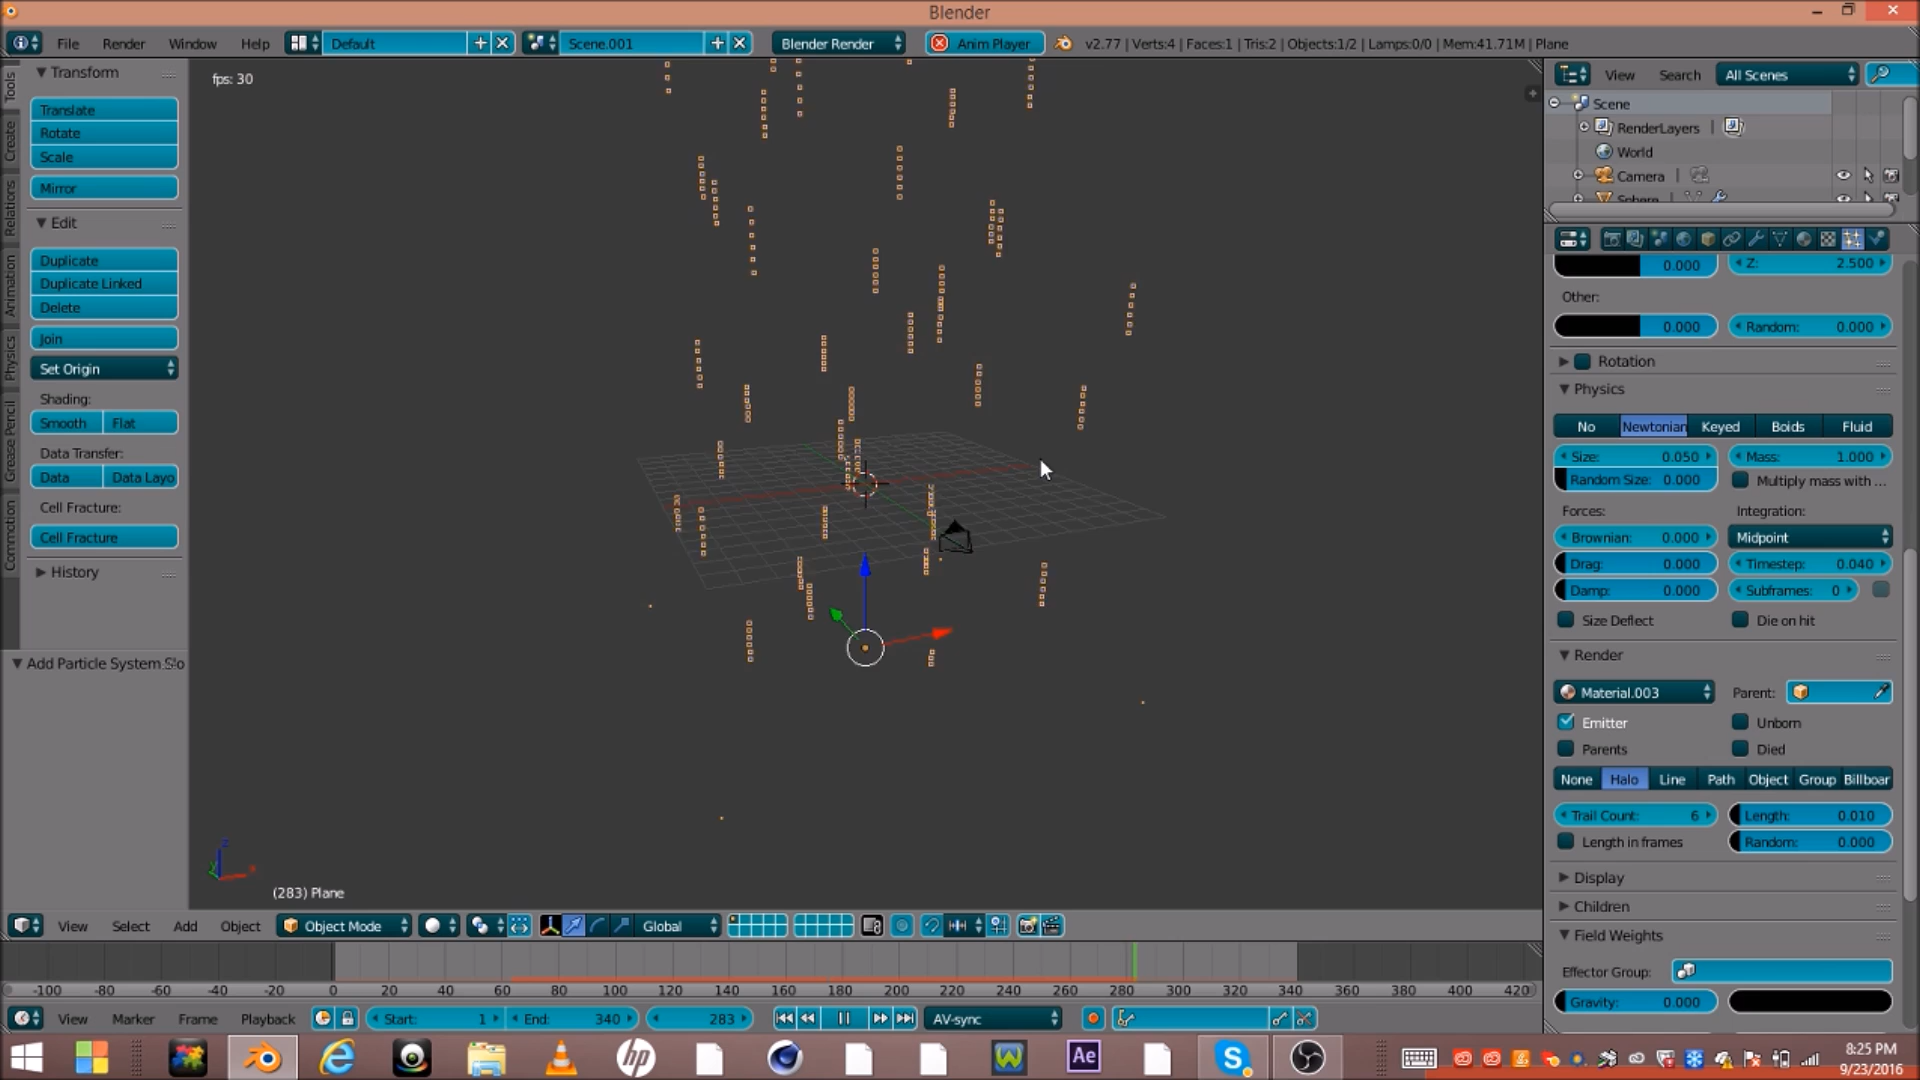 Blender
File Render Window Help Default Scene.001 Blender Render Anim Player v2.77 | Verts:4 | Faces:1 | Tris:2 | Objects:1/2 | Lamps:0/0 | Mem:41.71M | Plane
Tools
Create
Relations
Animation
Physics
Grease Pencil
Transform
Translate
Rotate
Scale
Mirror
Edit
Duplicate
Duplicate Linked
Delete
Join
Set Origin
Shading:
Smooth Flat
Data Transfer:
Data Data Layo
Cell Fracture:
Cell Fracture
History
Add Particle System Slo
fps: 30
(283) Plane
View Search All Scenes
Scene
RenderLayers |
World
Camera |
Sphere
0.000 Z: 2.500
Other:
0.000 Random: 0.000
Rotation
Physics
No Newtonian Keyed Boids Fluid
Size: 0.050 Mass: 1.000
Random Size: 0.000 Multiply mass with ...
Forces: Integration:
Brownian: 0.000 Midpoint
Drag: 0.000 Timestep: 0.040
Damp: 0.000 Subframes: 0
Size Deflect Die on hit
Render
Material.003 Parent:
Emitter Unborn
Parents Died
None Halo Line Path Object Group Billboar
Trail Count: 6 Length: 0.010
Length in frames Random: 0.000
Display
Children
Field Weights
Effector Group:
Gravity: 0.000
View Select Add Object Object Mode Global
-100 -80 -60 -40 -20 0 20 40 60 80 100 120 140 160 180 200 220 240 260 280 300 320 340 360 380 400 420
View Marker Frame Playback Start: 1 End: 340 283 AV-sync
hp Ae
8:25 PM
9/23/2016